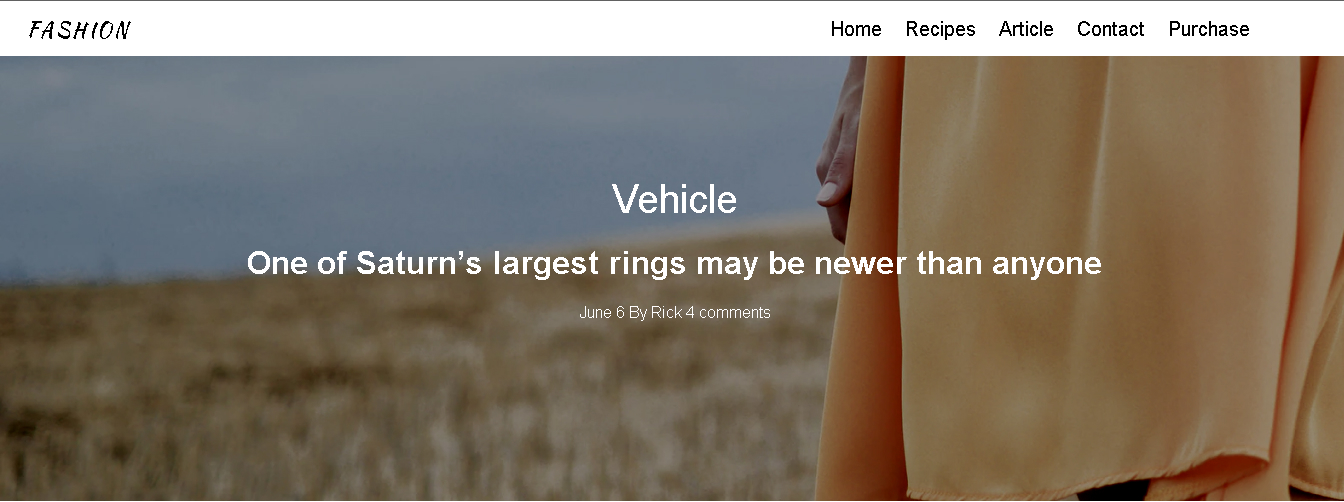 FASHION Home Recipes Article Contact Purchase
Vehicle
One of Saturn’s largest rings may be newer than anyone
June 6 By Rick 4 comments